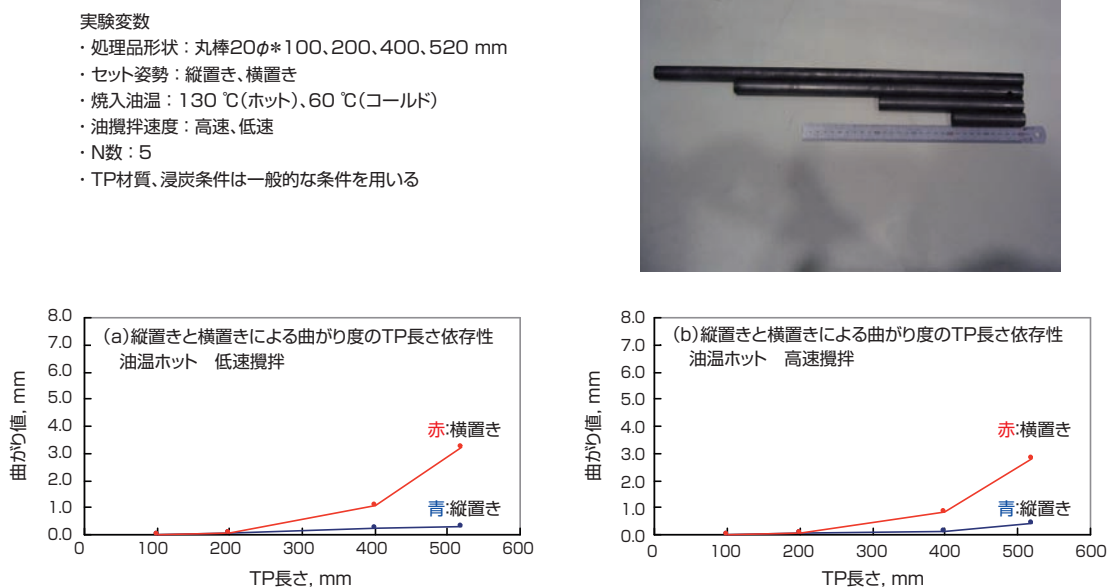 実験変数
・処理品形状：丸棒20φ*100、200、400、520 mm
・セット姿勢：縦置き、横置き
・焼入油温：130 ℃(ホット)、60 ℃(コールド)
・油攪拌速度：高速、低速
・N数：5
・TP材質、浸炭条件は一般的な条件を用いる
(a)縦置きと横置きによる曲がり度のTP長さ依存性
油温ホット 低速攪拌
曲がり値, mm
8.0
7.0
6.0
5.0
4.0
3.0
2.0
1.0
0.0
赤:横置き
青:縦置き
0 100 200 300 400 500 600
TP長さ, mm
(b)縦置きと横置きによる曲がり度のTP長さ依存性
油温ホット 高速攪拌
曲がり値, mm
8.0
7.0
6.0
5.0
4.0
3.0
2.0
1.0
0.0
赤:横置き
青:縦置き
0 100 200 300 400 500 600
TP長さ, mm